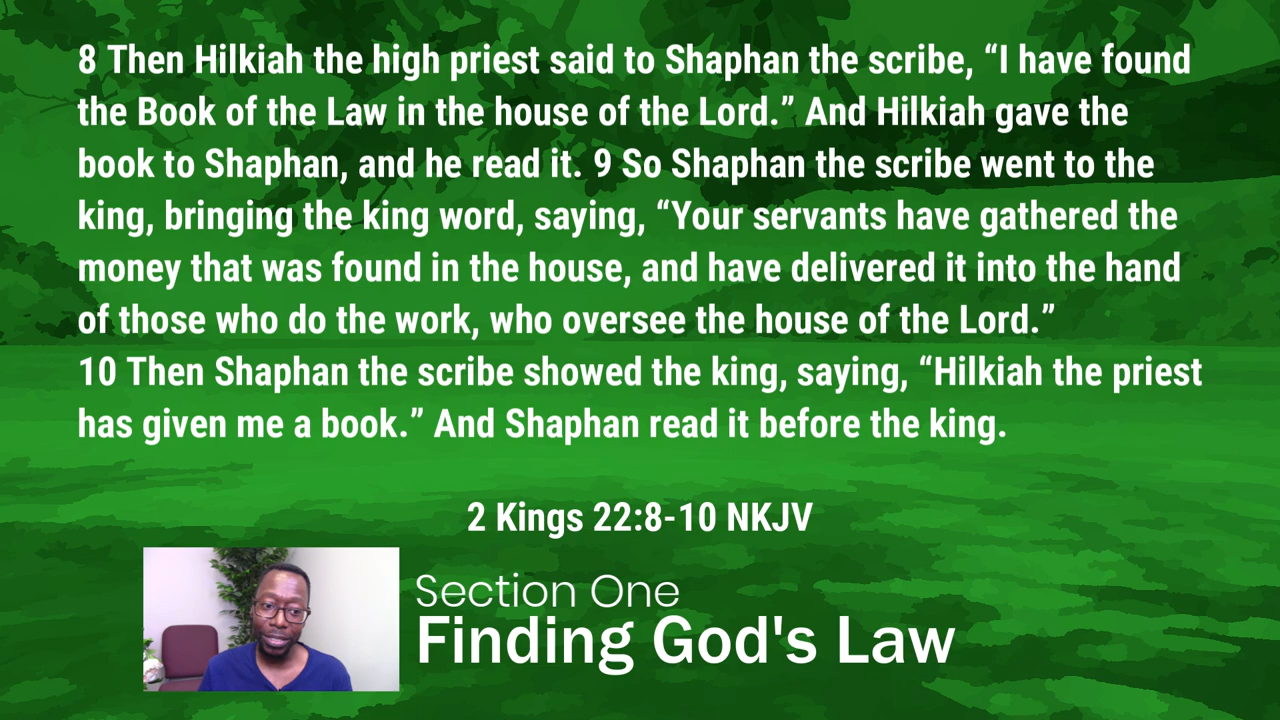 8 Then Hilkiah the high priest said to Shaphan the scribe, “I have found
the Book of the Law in the house of the Lord.” And Hilkiah gave the
book to Shaphan, and he read it. 9 So Shaphan the scribe went to the
king, bringing the king word, saying, “Your servants have gathered the
money that was found in the house, and have delivered it into the hand
of those who do the work, who oversee the house of the Lord.”
10 Then Shaphan the scribe showed the king, saying, “Hilkiah the priest
has given me a book.” And Shaphan read it before the king.
2 Kings 22:8-10 NKJV
Section One
Finding God's Law